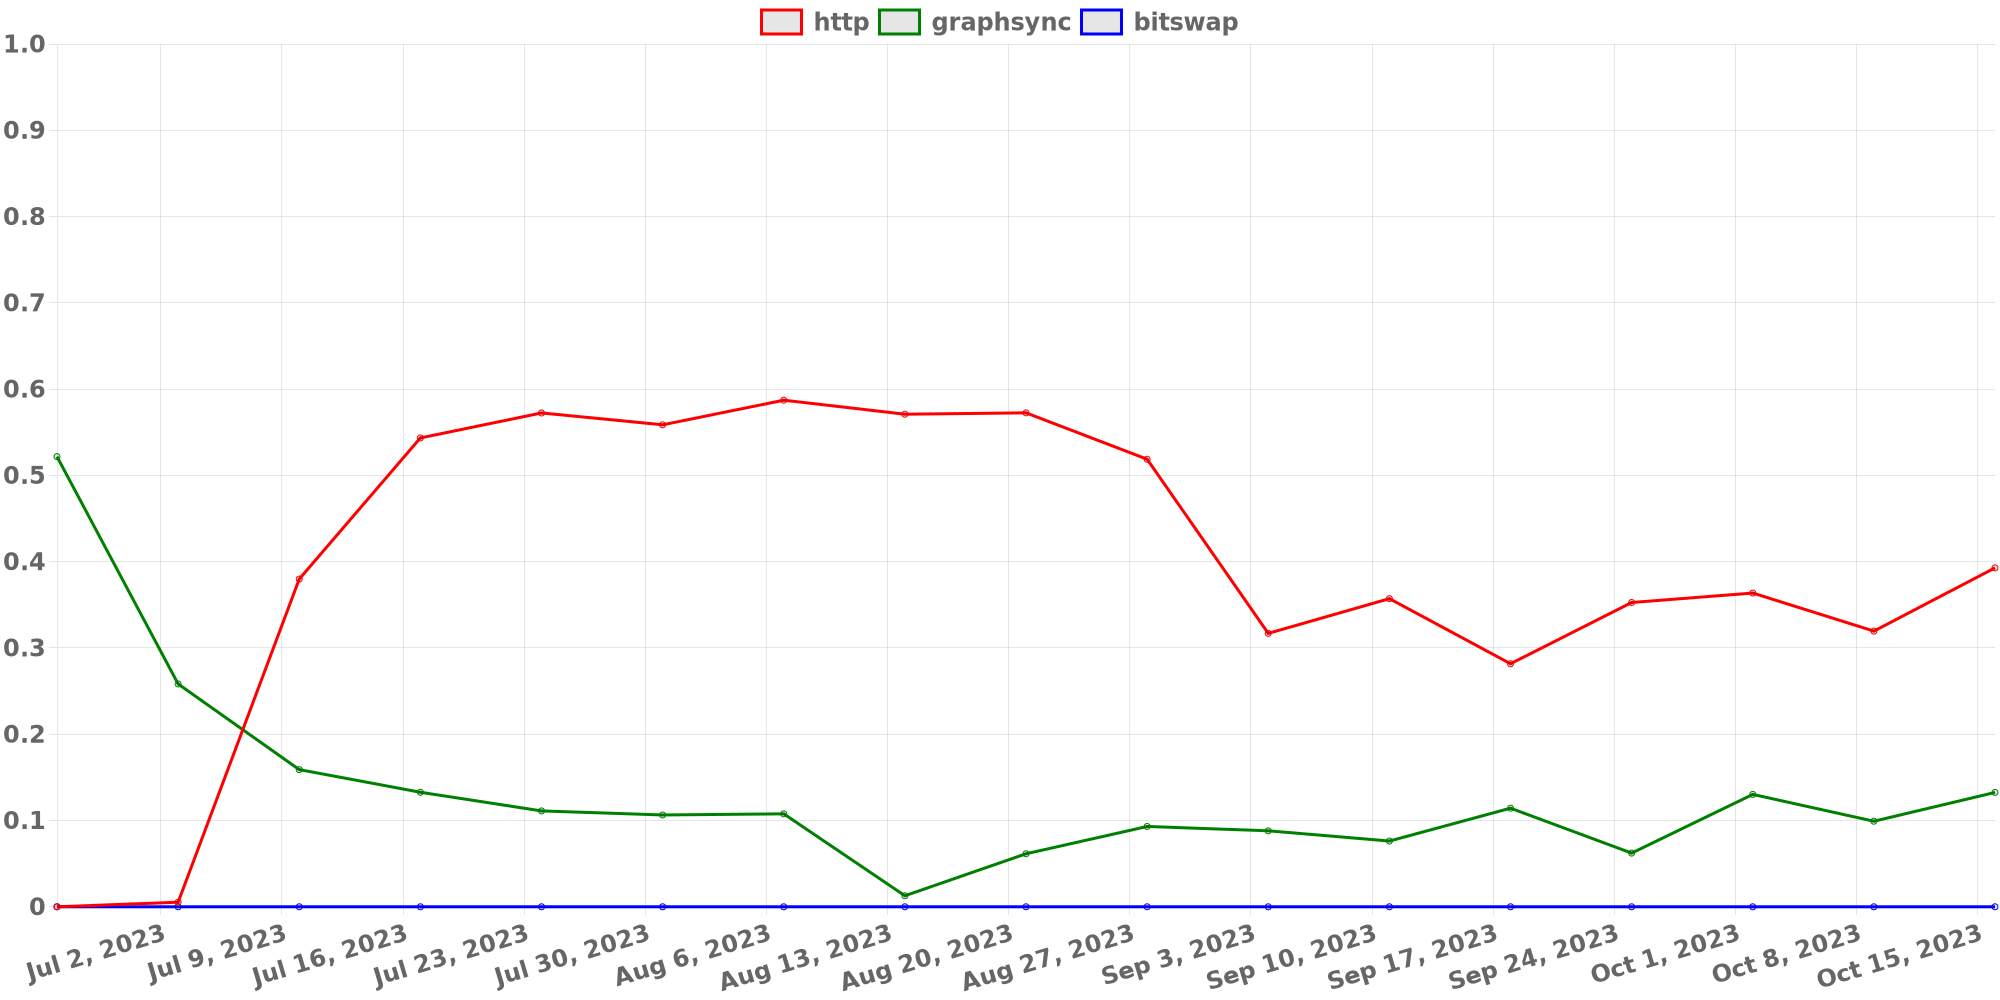 http graphsync bitswap
1.0
0.9
0.8
0.7
0.6
0.5
0.4
0.3
0.2
0.1
0
Jul 2, 2023
Jul 9, 2023
Jul 16, 2023
Jul 23, 2023
Jul 30, 2023
Aug 6, 2023
Aug 13, 2023
Aug 20, 2023
Aug 27, 2023
Sep 3, 2023
Sep 10, 2023
Sep 17, 2023
Sep 24, 2023
Oct 1, 2023
Oct 8, 2023
Oct 15, 2023